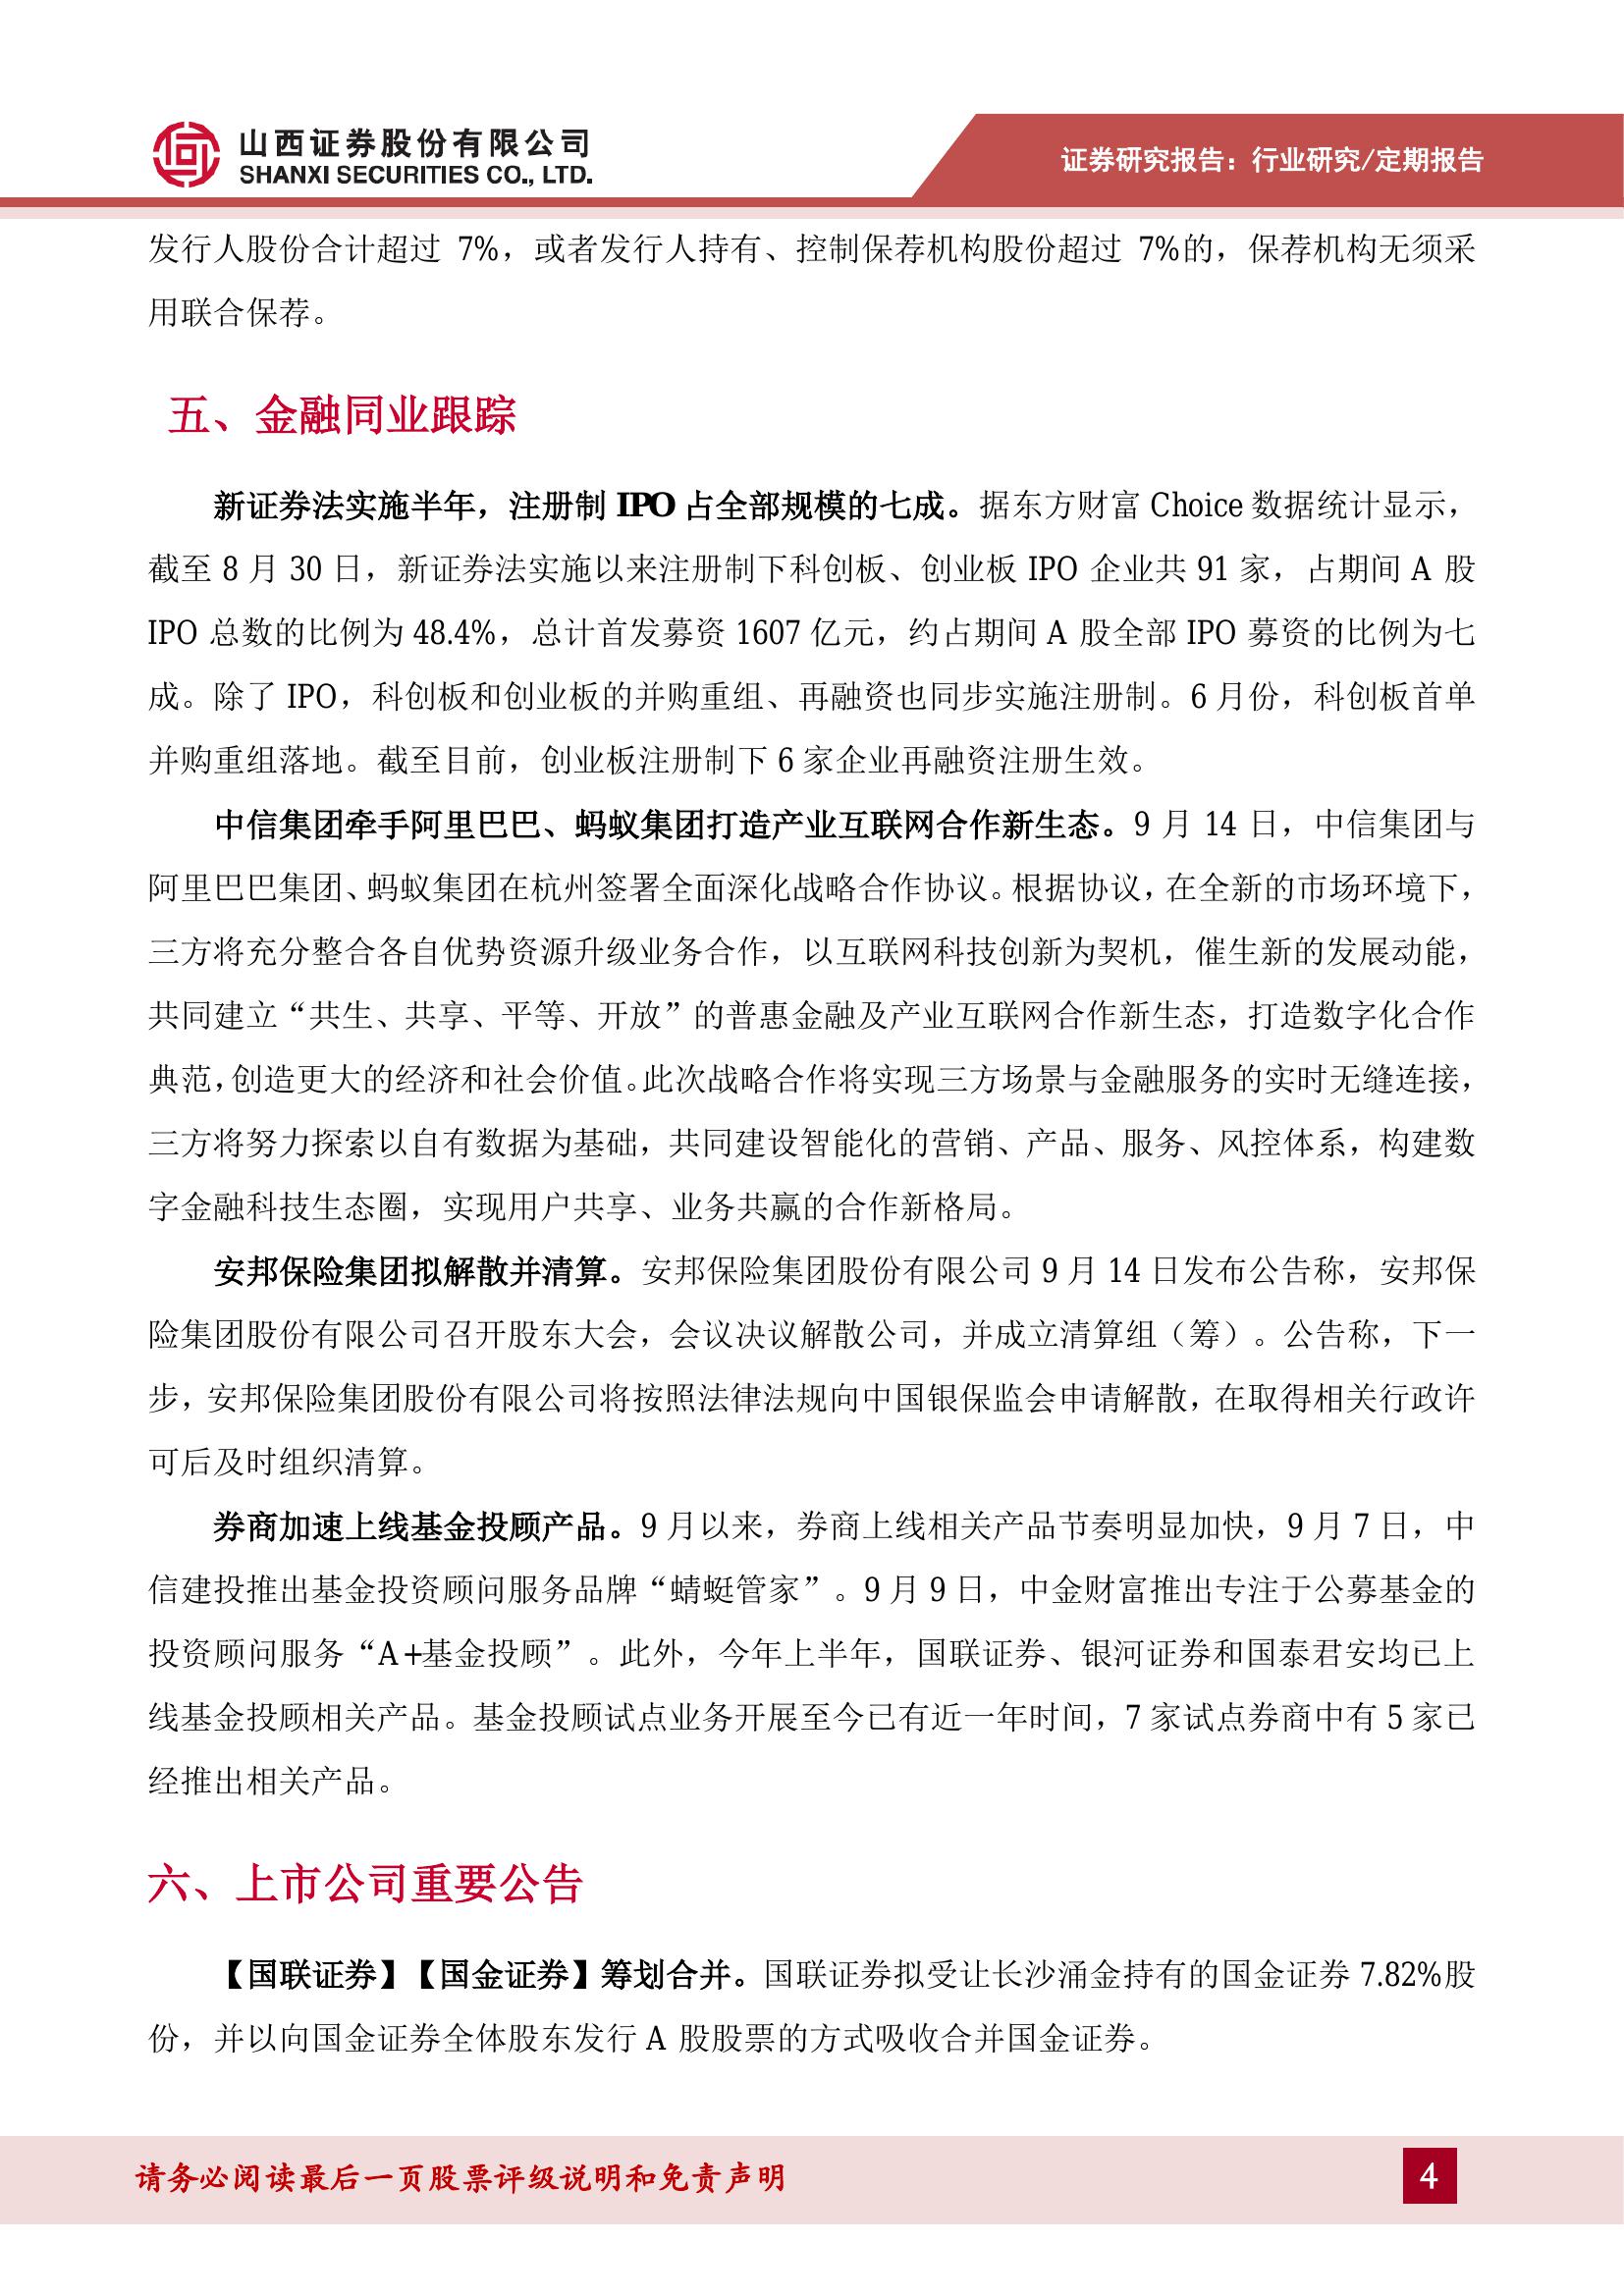 山西证券股份有限公司
SHANXI SECURITIES CO., LTD.
证券研究报告：行业研究/定期报告
发行人股份合计超过 7%，或者发行人持有、控制保荐机构股份超过 7%的，保荐机构无须采
用联合保荐。
五、金融同业跟踪
新证券法实施半年，注册制 IPO 占全部规模的七成。据东方财富 Choice 数据统计显示，
截至 8 月 30 日，新证券法实施以来注册制下科创板、创业板 IPO 企业共 91 家，占期间 A 股
IPO 总数的比例为 48.4%，总计首发募资 1607 亿元，约占期间 A 股全部 IPO 募资的比例为七
成。除了 IPO，科创板和创业板的并购重组、再融资也同步实施注册制。6 月份，科创板首单
并购重组落地。截至目前，创业板注册制下 6 家企业再融资注册生效。
中信集团牵手阿里巴巴、蚂蚁集团打造产业互联网合作新生态。9 月 14 日，中信集团与
阿里巴巴集团、蚂蚁集团在杭州签署全面深化战略合作协议。根据协议，在全新的市场环境下，
三方将充分整合各自优势资源升级业务合作，以互联网科技创新为契机，催生新的发展动能，
共同建立“共生、共享、平等、开放”的普惠金融及产业互联网合作新生态，打造数字化合作
典范，创造更大的经济和社会价值。此次战略合作将实现三方场景与金融服务的实时无缝连接，
三方将努力探索以自有数据为基础，共同建设智能化的营销、产品、服务、风控体系，构建数
字金融科技生态圈，实现用户共享、业务共赢的合作新格局。
安邦保险集团拟解散并清算。安邦保险集团股份有限公司 9 月 14 日发布公告称，安邦保
险集团股份有限公司召开股东大会，会议决议解散公司，并成立清算组（筹）。公告称，下一
步，安邦保险集团股份有限公司将按照法律法规向中国银保监会申请解散，在取得相关行政许
可后及时组织清算。
券商加速上线基金投顾产品。9 月以来，券商上线相关产品节奏明显加快，9 月 7 日，中
信建投推出基金投资顾问服务品牌“蜻蜓管家”。9 月 9 日，中金财富推出专注于公募基金的
投资顾问服务“A+基金投顾”。此外，今年上半年，国联证券、银河证券和国泰君安均已上
线基金投顾相关产品。基金投顾试点业务开展至今已有近一年时间，7 家试点券商中有 5 家已
经推出相关产品。
六、上市公司重要公告
【国联证券】【国金证券】筹划合并。国联证券拟受让长沙涌金持有的国金证券 7.82%股
份，并以向国金证券全体股东发行 A 股股票的方式吸收合并国金证券。
请务必阅读最后一页股票评级说明和免责声明
4